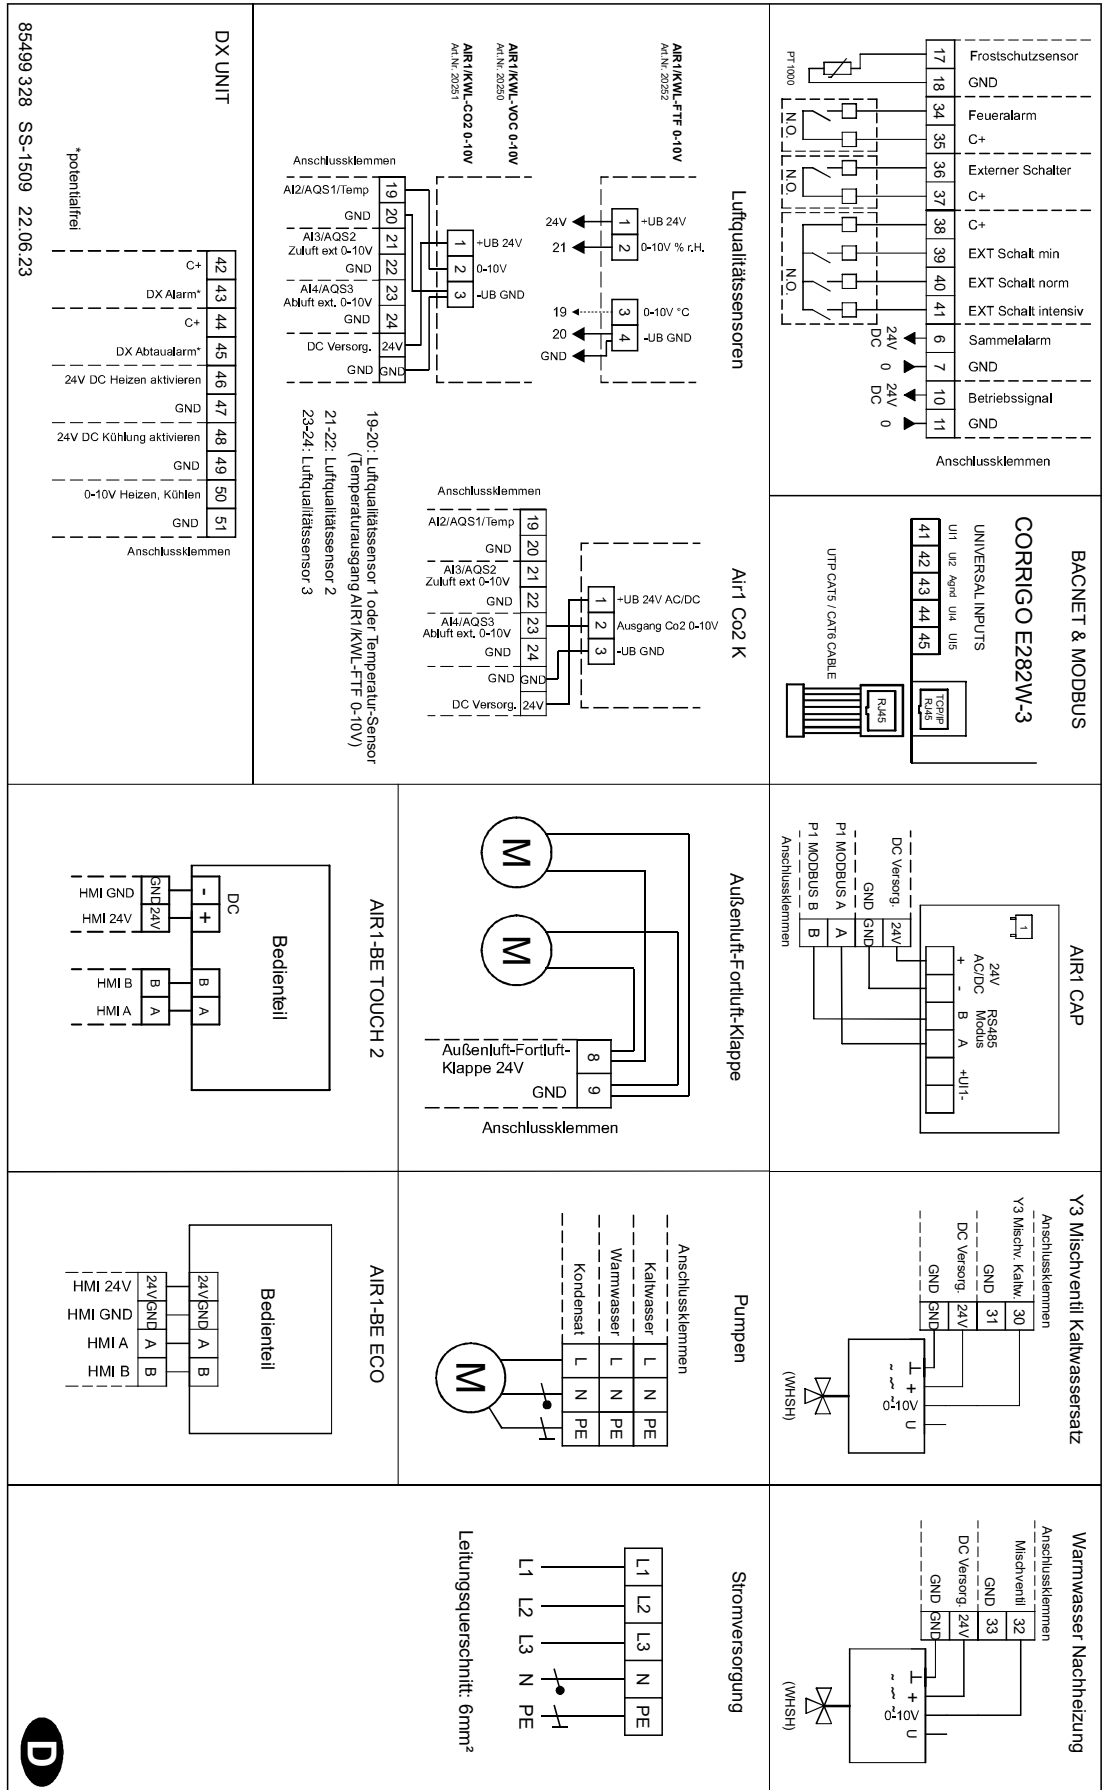 Frostschutzsensor
GND
Feueralarm
C+
Externer Schalter
C+
C+
EXT Schalt min
EXT Schalt norm
EXT Schalt intensiv
Sammelalarm
GND
Betriebssignal
GND
17
18
34
35
36
37
38
39
40
41
6
7
10
11
PT1000
N.O.
N.O.
N.O.
24V DC
0
24V DC
0
Anschlussklemmen
BACNET & MODBUS
CORRIGO E282W-3
UNIVERSAL INPUTS
UI1 UI2 Agnd UI4 UI5
41 42 43 44 45
TCP/IP
RJ45
RJ45
UTP CAT5 / CAT6 CABLE
AIR1 CAP
1
24V
AC/DC
RS485
Modus
+ - B A +UI1-
DC Versorg. 24V
GND GND
P1 MODBUS A A
P1 MODBUS B B
Anschlussklemmen
Y3 Mischventil Kaltwassersatz
Anschlussklemmen
Y3 Mischv. Kaltw. 30
GND 31
DC Versorg. 24V
GND GND
⊥ + 0-10V U
~ ~ ~
(WHSH)
Warmwasser Nachheizung
Anschlussklemmen
Mischventil 32
GND 33
DC Versorg. 24V
GND GND
⊥ + 0-10V U
~ ~ ~
(WHSH)
Luftqualitätssensoren
AIR1/KWL-FTF 0-10V
Art.Nr. 20252
24V 1 +UB 24V
21 2 0-10V % r.H.
19 3 0-10V °C
20 4 -UB GND
GND
AIR1/KWL-VOC 0-10V
Art.Nr. 20250
AIR1/KWL-CO2 0-10V
Art.Nr. 20251
1 +UB 24V
2 0-10V
3 -UB GND
Anschlussklemmen
AI2/AQS1/Temp 19
GND 20
AI3/AQS2 21
Zuluft ext 0-10V
GND 22
AI4/AQS3 23
Abluft ext. 0-10V
GND 24
DC Versorg. 24V
GND GND
Air1 Co2 K
1 +UB 24V AC/DC
2 Ausgang Co2 0-10V
3 -UB GND
Anschlussklemmen
AI2/AQS1/Temp 19
GND 20
AI3/AQS2 21
Zuluft ext 0-10V
GND 22
AI4/AQS3 23
Abluft ext. 0-10V
GND 24
GND GND
DC Versorg. 24V
19-20: Luftqualitätssensor 1 oder Temperatur-Sensor
(Temperaturausgang AIR1/KWL-FTF 0-10V)
21-22: Luftqualitätssensor 2
23-24: Luftqualitätssensor 3
Außenluft-Fortluft-Klappe
M
M
Außenluft-Fortluft-
Klappe 24V 8
GND 9
Anschlussklemmen
Pumpen
Anschlussklemmen
Kaltwasser L N PE
Warmwasser L N PE
Kondensat L N PE
M
Stromversorgung
L1 L2 L3 N PE
L1 L2 L3 N PE
Leitungsquerschnitt: 6mm²
DX UNIT
C+ 42
DX Alarm* 43
C+ 44
DX Abtaualarm* 45
24V DC Heizen aktivieren 46
GND 47
24V DC Kühlung aktivieren 48
GND 49
0-10V Heizen, Kühlen 50
GND 51
Anschlussklemmen
*potentialfrei
85499 328 SS-1509 22.06.23
AIR1-BE TOUCH 2
Bedienteil
DC
- +
B A
HMI GND GND
HMI 24V 24V
HMI B B
HMI A A
AIR1-BE ECO
Bedienteil
24V GND A B
HMI 24V 24V
HMI GND GND
HMI A A
HMI B B
D